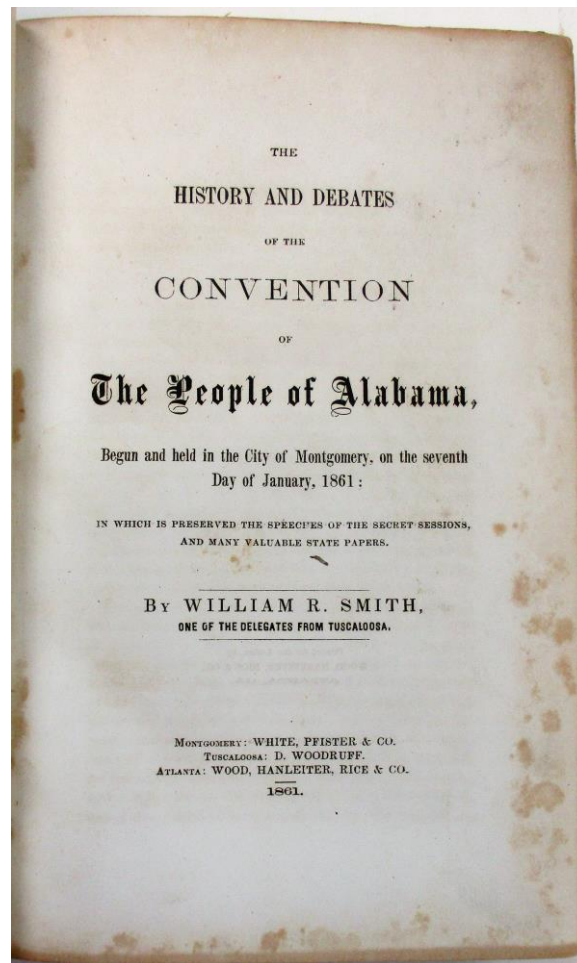 THE
HISTORY AND DEBATES
OF THE
CONVENTION
OF
The People of Alabama,
Begun and held in the City of Montgomery, on the seventh
Day of January, 1861:
IN WHICH IS PRESERVED THE SPEECHES OF THE SECRET SESSIONS,
AND MANY VALUABLE STATE PAPERS.
BY WILLIAM R. SMITH,
ONE OF THE DELEGATES FROM TUSCALOOSA.
MONTGOMERY: WHITE, PFISTER & CO.
TUSCALOOSA: D. WOODRUFF.
ATLANTA: WOOD, HANLEITER, RICE & CO.
1861.